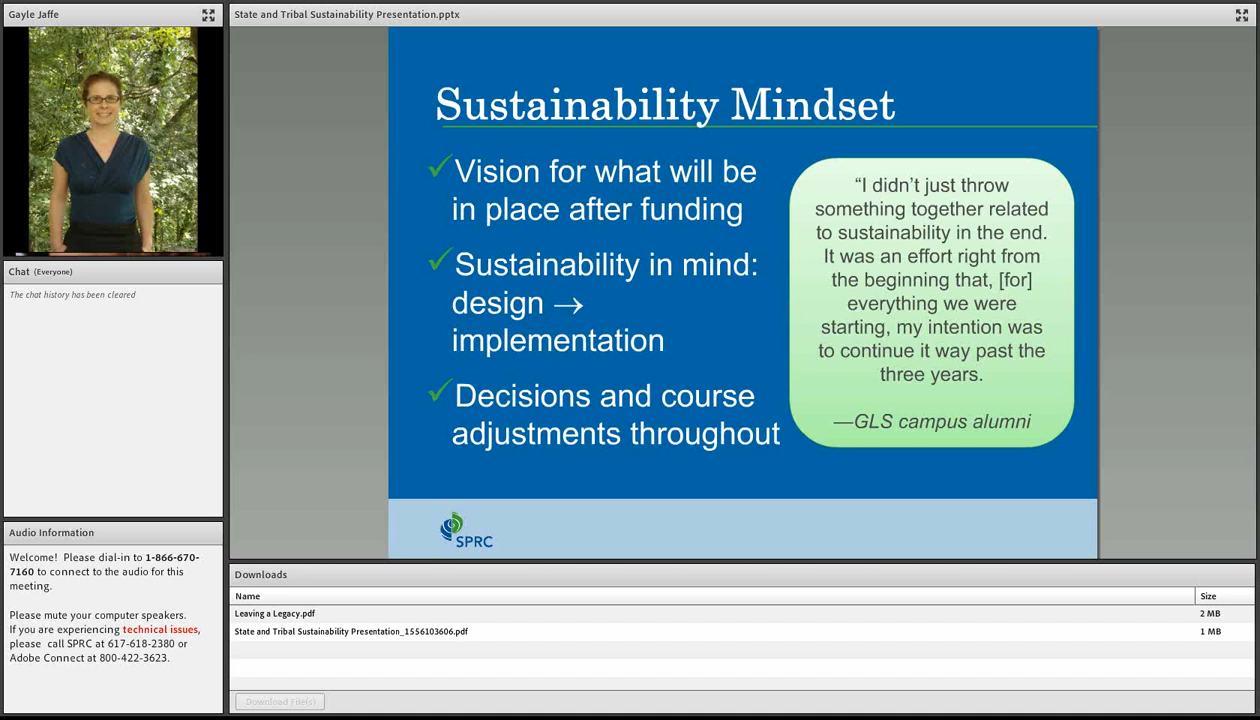 Gayle Jaffe
State and Tribal Sustainability Presentation.pptx
Sustainability Mindset
✓Vision for what will be
in place after funding
✓Sustainability in mind:
design →
implementation
✓Decisions and course
adjustments throughout
“I didn’t just throw
something together related
to sustainability in the end.
It was an effort right from
the beginning that, [for]
everything we were
starting, my intention was
to continue it way past the
three years.
—GLS campus alumni
SPRC
Chat (Everyone)
The chat history has been cleared
Audio Information
Welcome! Please dial-in to 1-866-670-
7160 to connect to the audio for this
meeting.
Please mute your computer speakers.
If you are experiencing technical issues,
please call SPRC at 617-618-2380 or
Adobe Connect at 800-422-3623.
Downloads
Name Size
Leaving a Legacy.pdf 2 MB
State and Tribal Sustainability Presentation_1556103606.pdf 1 MB
Download File(s)